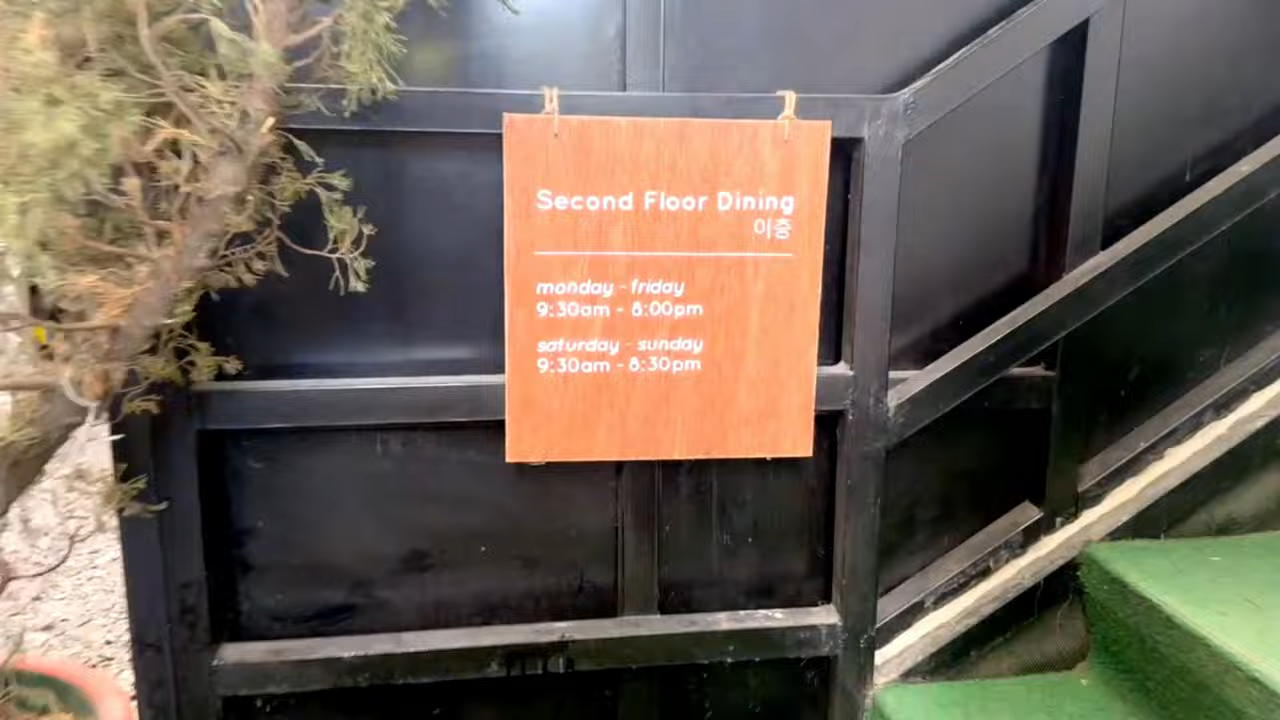 Second Floor Dining
이층
monday - friday
9:30am - 8:00pm
saturday - sunday
9:30am - 8:30pm